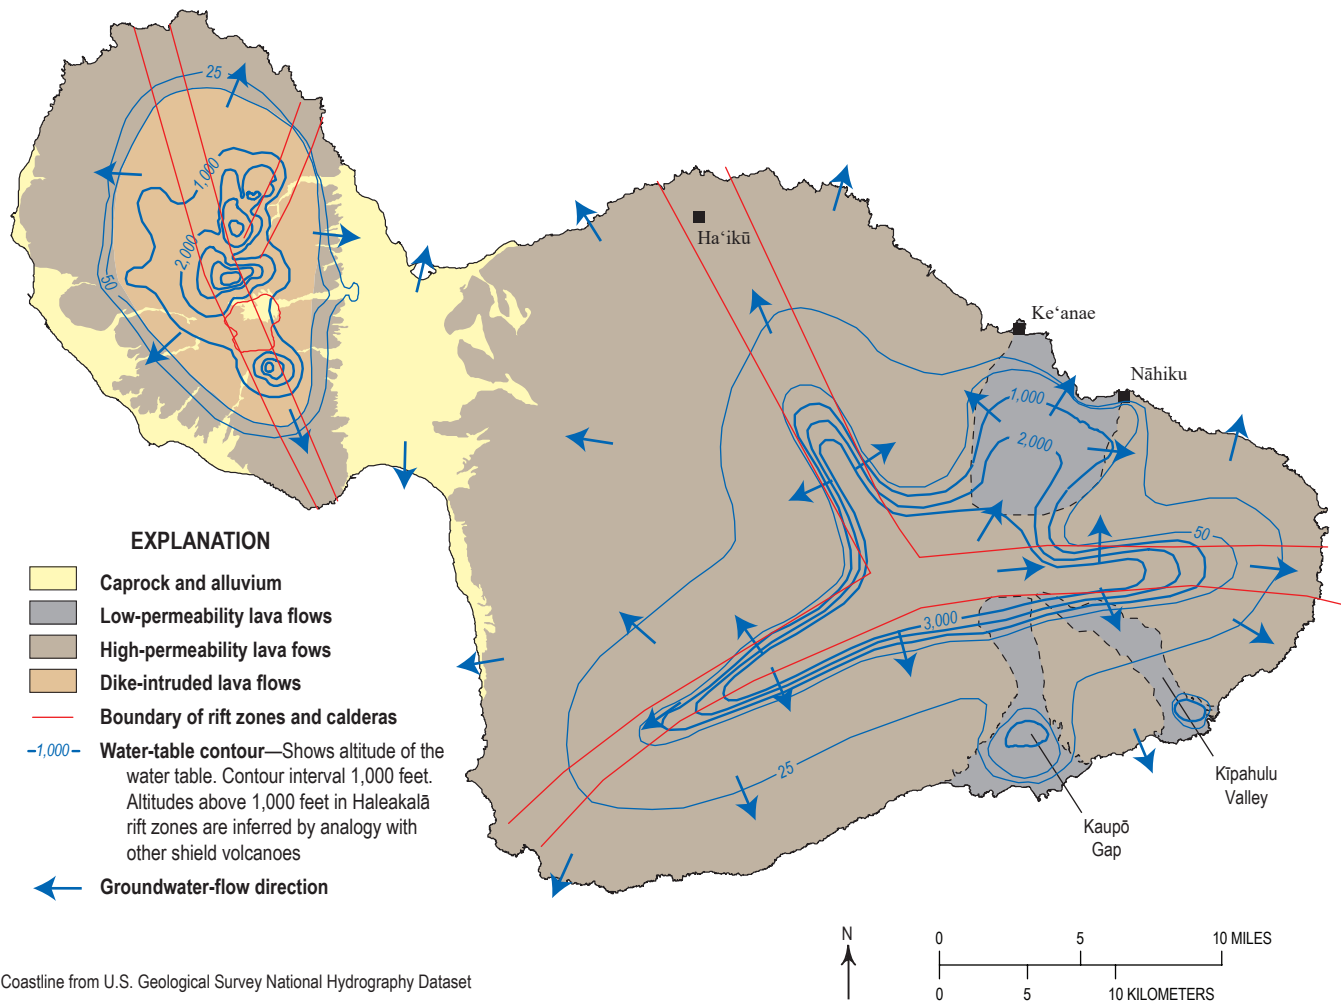 25
1,000
2,000
50
Haʻikū
Keʻanae
Nāhiku
1,000
2,000
50
3,000
25
Kīpahulu
Valley
Kaupō
Gap
EXPLANATION
Caprock and alluvium
Low-permeability lava flows
High-permeability lava fows
Dike-intruded lava flows
Boundary of rift zones and calderas
1,000 Water-table contour—Shows altitude of the
water table. Contour interval 1,000 feet.
Altitudes above 1,000 feet in Haleakalā
rift zones are inferred by analogy with
other shield volcanoes
Groundwater-flow direction
N
0 5 10 MILES
0 5 10 KILOMETERS
Coastline from U.S. Geological Survey National Hydrography Dataset